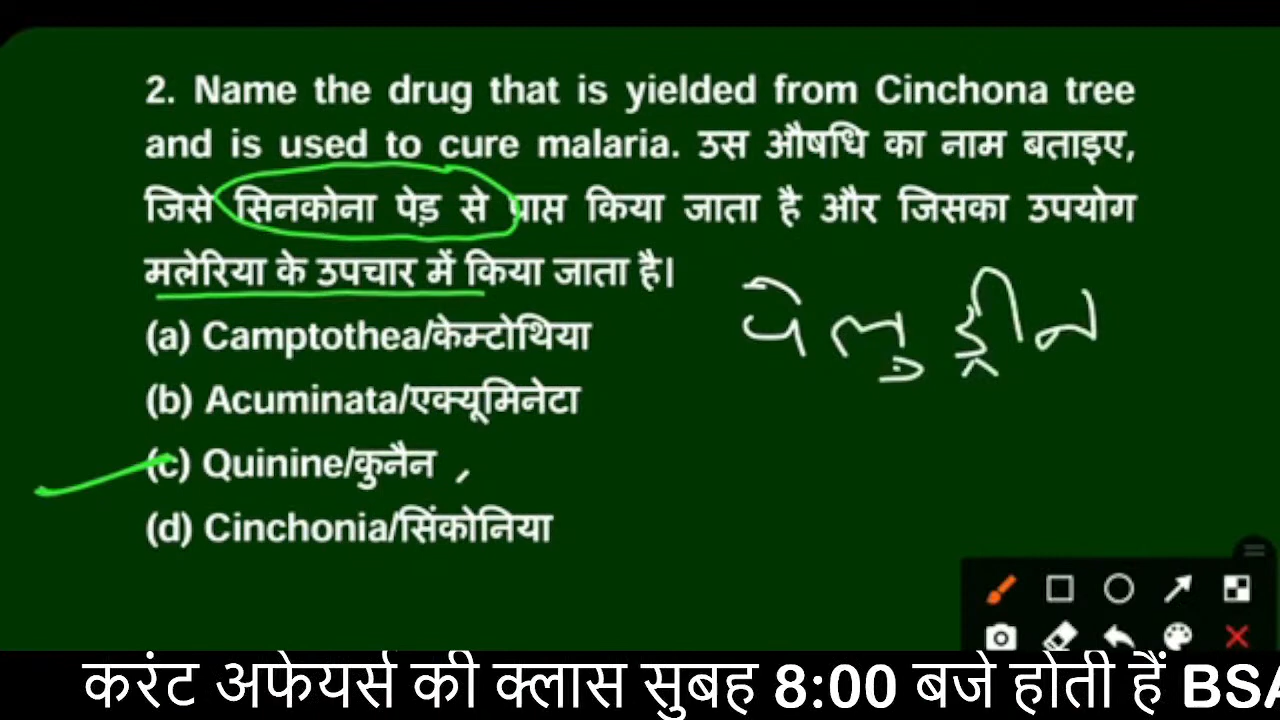 2. Name the drug that is yielded from Cinchona tree
and is used to cure malaria. उस औषधि का नाम बताइए,
जिसे सिनकोना पेड़ से प्राप्त किया जाता है और जिसका उपयोग
मलेरिया के उपचार में किया जाता है।
(a) Camptothea/केम्टोथिया
(b) Acuminata/एक्यूमिनेटा
(c) Quinine/कुनैन
(d) Cinchonia/सिंकोनिया
पेलुड्रीन
करंट अफेयर्स की क्लास सुबह 8:00 बजे होती हैं BSA